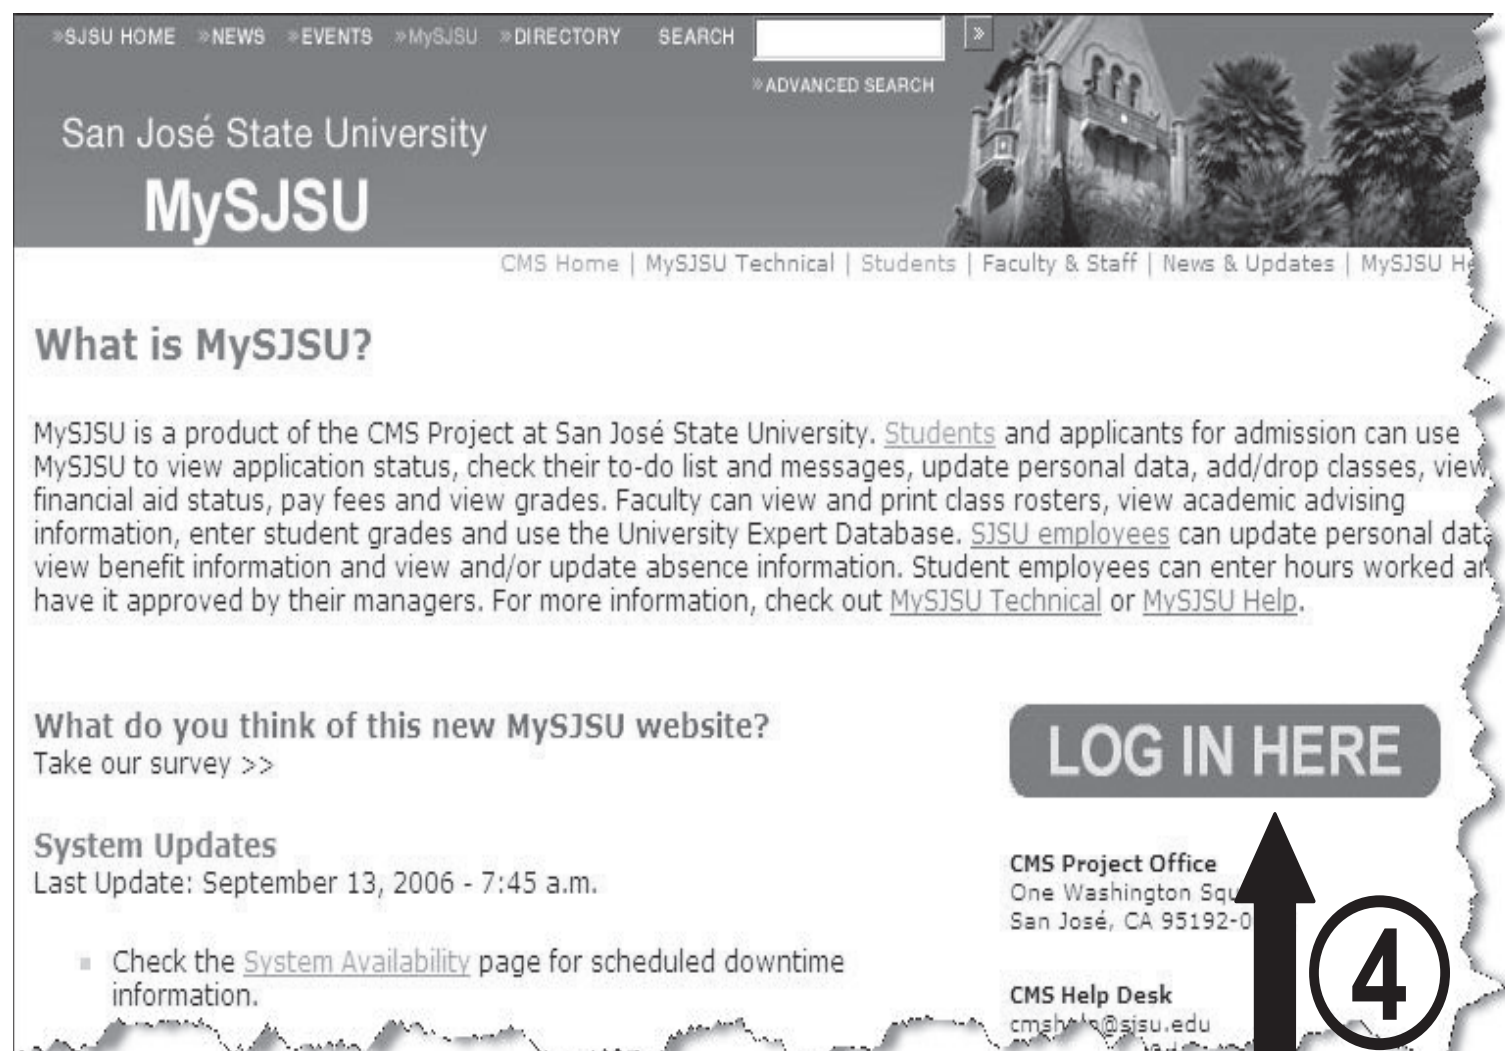 »SJSU HOME »NEWS »EVENTS »MySJSU »DIRECTORY SEARCH »
»ADVANCED SEARCH
San José State University
MySJSU
CMS Home | MySJSU Technical | Students | Faculty & Staff | News & Updates | MySJSU
What is MySJSU?
MySJSU is a product of the CMS Project at San José State University. Students and applicants for admission can use
MySJSU to view application status, check their to-do list and messages, update personal data, add/drop classes, view
financial aid status, pay fees and view grades. Faculty can view and print class rosters, view academic advising
information, enter student grades and use the University Expert Database. SJSU employees can update personal data
view benefit information and view and/or update absence information. Student employees can enter hours worked
have it approved by their managers. For more information, check out MySJSU Technical or MySJSU Help.
What do you think of this new MySJSU website?
Take our survey >>
LOG IN HERE
System Updates
Last Update: September 13, 2006 - 7:45 a.m.
Check the System Availability page for scheduled downtime
information.
CMS Project Office
One Washington
San José, CA
CMS Help Desk
4